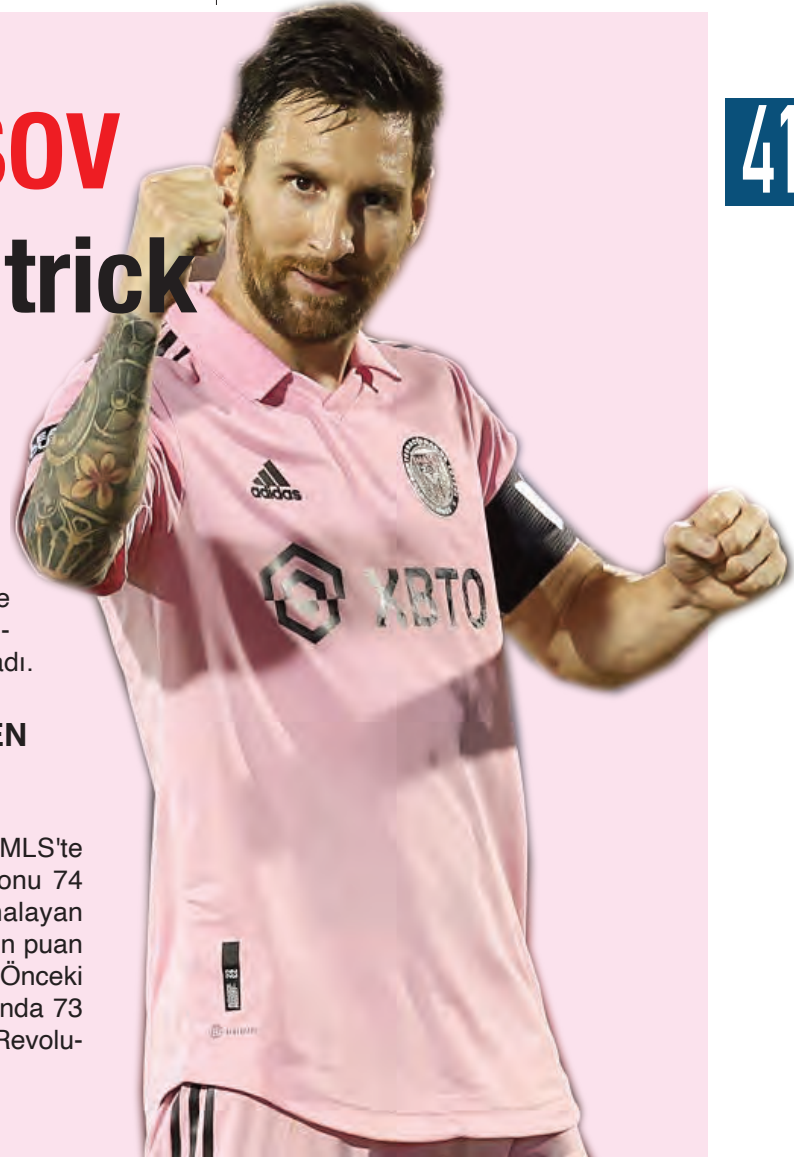 SOV
trick
41
adidas
XBTO
e
-
adı.
EN
MLS'te
onu 74
nalayan
n puan
Önceki
nda 73
Revolu-